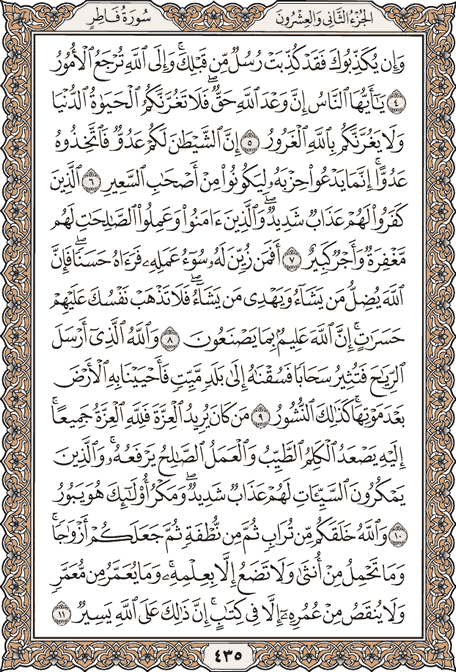 الجزء الثاني والعشرون
سورة فاطر
وَإِن يُكَذِّبُوكَ فَقَدْ كُذِّبَتْ رُسُلٌ مِّن قَبْلِكَ ۚ وَإِلَى ٱللَّهِ تُرْجَعُ ٱلْأُمُورُ
٤ يَـٰٓأَيُّهَا ٱلنَّاسُ إِنَّ وَعْدَ ٱللَّهِ حَقٌّ ۖ فَلَا تَغُرَّنَّكُمُ ٱلْحَيَوٰةُ ٱلدُّنْيَا
وَلَا يَغُرَّنَّكُم بِٱللَّهِ ٱلْغَرُورُ ٥ إِنَّ ٱلشَّيْطَـٰنَ لَكُمْ عَدُوٌّ فَٱتَّخِذُوهُ
عَدُوًّا ۚ إِنَّمَا يَدْعُوا۟ حِزْبَهُۥ لِيَكُونُوا۟ مِنْ أَصْحَـٰبِ ٱلسَّعِيرِ ٦ ٱلَّذِينَ
كَفَرُوا۟ لَهُمْ عَذَابٌ شَدِيدٌ ۖ وَٱلَّذِينَ ءَامَنُوا۟ وَعَمِلُوا۟ ٱلصَّـٰلِحَـٰتِ لَهُم
مَّغْفِرَةٌ وَأَجْرٌ كَبِيرٌ ٧ أَفَمَن زُيِّنَ لَهُۥ سُوٓءُ عَمَلِهِۦ فَرَءَاهُ حَسَنًا ۖ فَإِنَّ
ٱللَّهَ يُضِلُّ مَن يَشَآءُ وَيَهْدِى مَن يَشَآءُ ۖ فَلَا تَذْهَبْ نَفْسُكَ عَلَيْهِمْ
حَسَرَٰتٍ ۚ إِنَّ ٱللَّهَ عَلِيمٌۢ بِمَا يَصْنَعُونَ ٨ وَٱللَّهُ ٱلَّذِىٓ أَرْسَلَ
ٱلرِّيَـٰحَ فَتُثِيرُ سَحَابًا فَسُقْنَـٰهُ إِلَىٰ بَلَدٍ مَّيِّتٍ فَأَحْيَيْنَا بِهِ ٱلْأَرْضَ
بَعْدَ مَوْتِهَا ۚ كَذَٰلِكَ ٱلنُّشُورُ ٩ مَن كَانَ يُرِيدُ ٱلْعِزَّةَ فَلِلَّهِ ٱلْعِزَّةُ جَمِيعًا ۚ
إِلَيْهِ يَصْعَدُ ٱلْكَلِمُ ٱلطَّيِّبُ وَٱلْعَمَلُ ٱلصَّـٰلِحُ يَرْفَعُهُۥ ۚ وَٱلَّذِينَ
يَمْكُرُونَ ٱلسَّيِّـَٔاتِ لَهُمْ عَذَابٌ شَدِيدٌ ۖ وَمَكْرُ أُو۟لَـٰٓئِكَ هُوَ يَبُورُ
١٠ وَٱللَّهُ خَلَقَكُم مِّن تُرَابٍ ثُمَّ مِن نُّطْفَةٍ ثُمَّ جَعَلَكُمْ أَزْوَٰجًا ۚ
وَمَا تَحْمِلُ مِنْ أُنثَىٰ وَلَا تَضَعُ إِلَّا بِعِلْمِهِۦ ۚ وَمَا يُعَمَّرُ مِن مُّعَمَّرٍ
وَلَا يُنقَصُ مِنْ عُمُرِهِۦٓ إِلَّا فِى كِتَـٰبٍ ۚ إِنَّ ذَٰلِكَ عَلَى ٱللَّهِ يَسِيرٌ ١١
٤٣٥